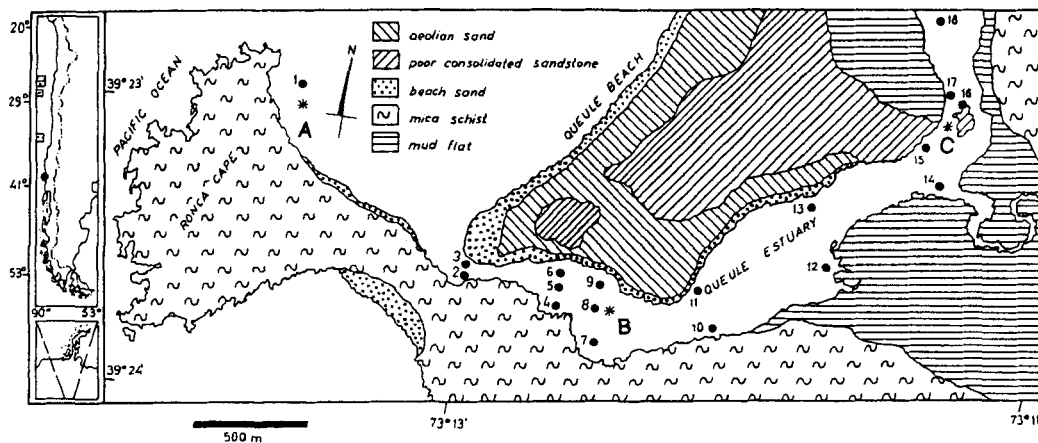 20°
29°
41°
53°
90°
53°
39°23'
39°24'
PACIFIC OCEAN
RONCA CAPE
1
A
N
aeolian sand
poor consolidated sandstone
beach sand
mica schist
mud flat
QUEULE BEACH
QUEULE ESTUARY
18
17
16
C
15
14
13
12
11
10
3
2
6
5
4
9
8
B
7
500 m
73°13'
73°11'